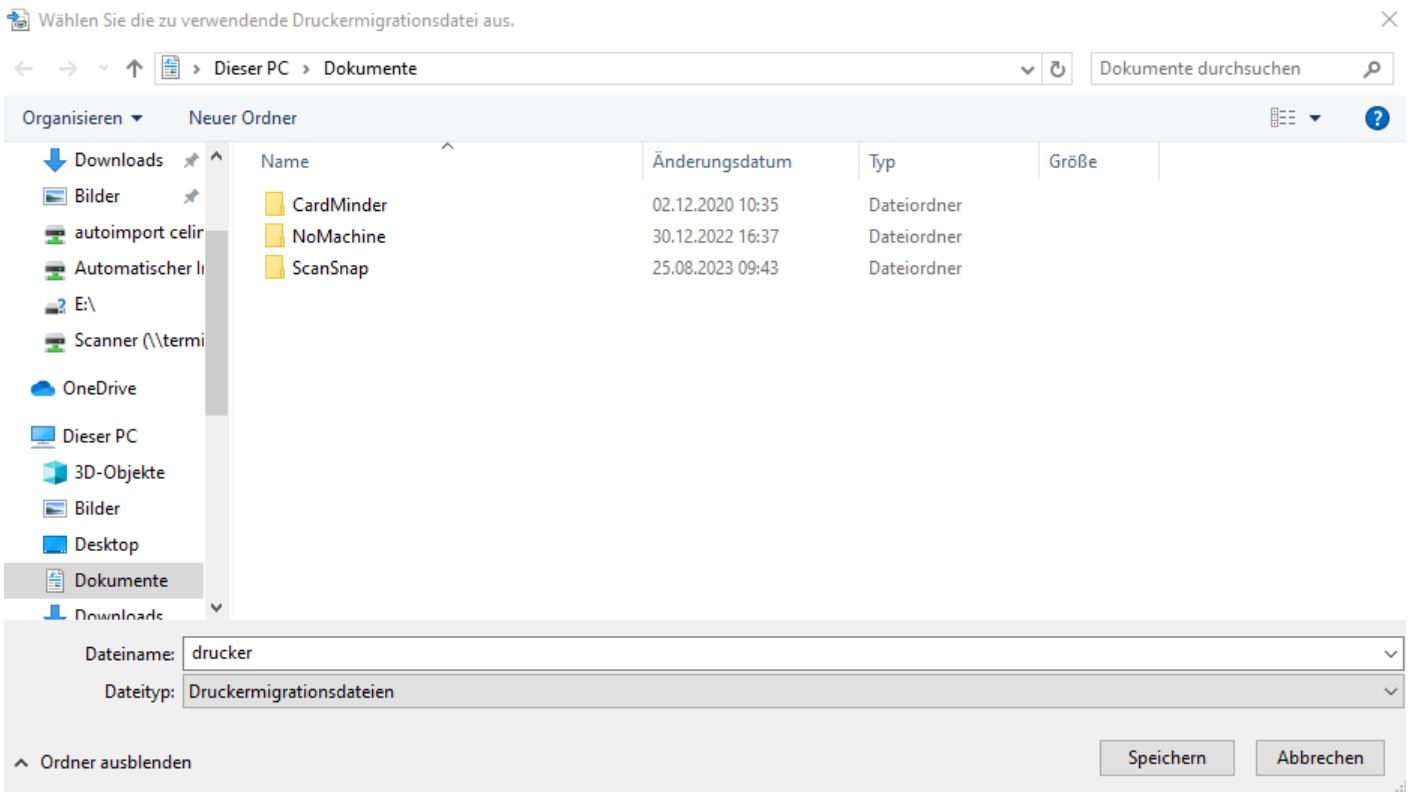 Wählen Sie die zu verwendende Druckermigrationsdatei aus.
Dieser PC > Dokumente
Dokumente durchsuchen
Organisieren
Neuer Ordner
Name
Änderungsdatum
Typ
Größe
Downloads
Bilder
autoimport celin
Automatischer I
E:\
Scanner (\\termi
OneDrive
Dieser PC
3D-Objekte
Bilder
Desktop
Dokumente
Downloads
CardMinder 02.12.2020 10:35 Dateiordner
NoMachine 30.12.2022 16:37 Dateiordner
ScanSnap 25.08.2023 09:43 Dateiordner
Dateiname: drucker
Dateityp: Druckermigrationsdateien
Ordner ausblenden
Speichern
Abbrechen